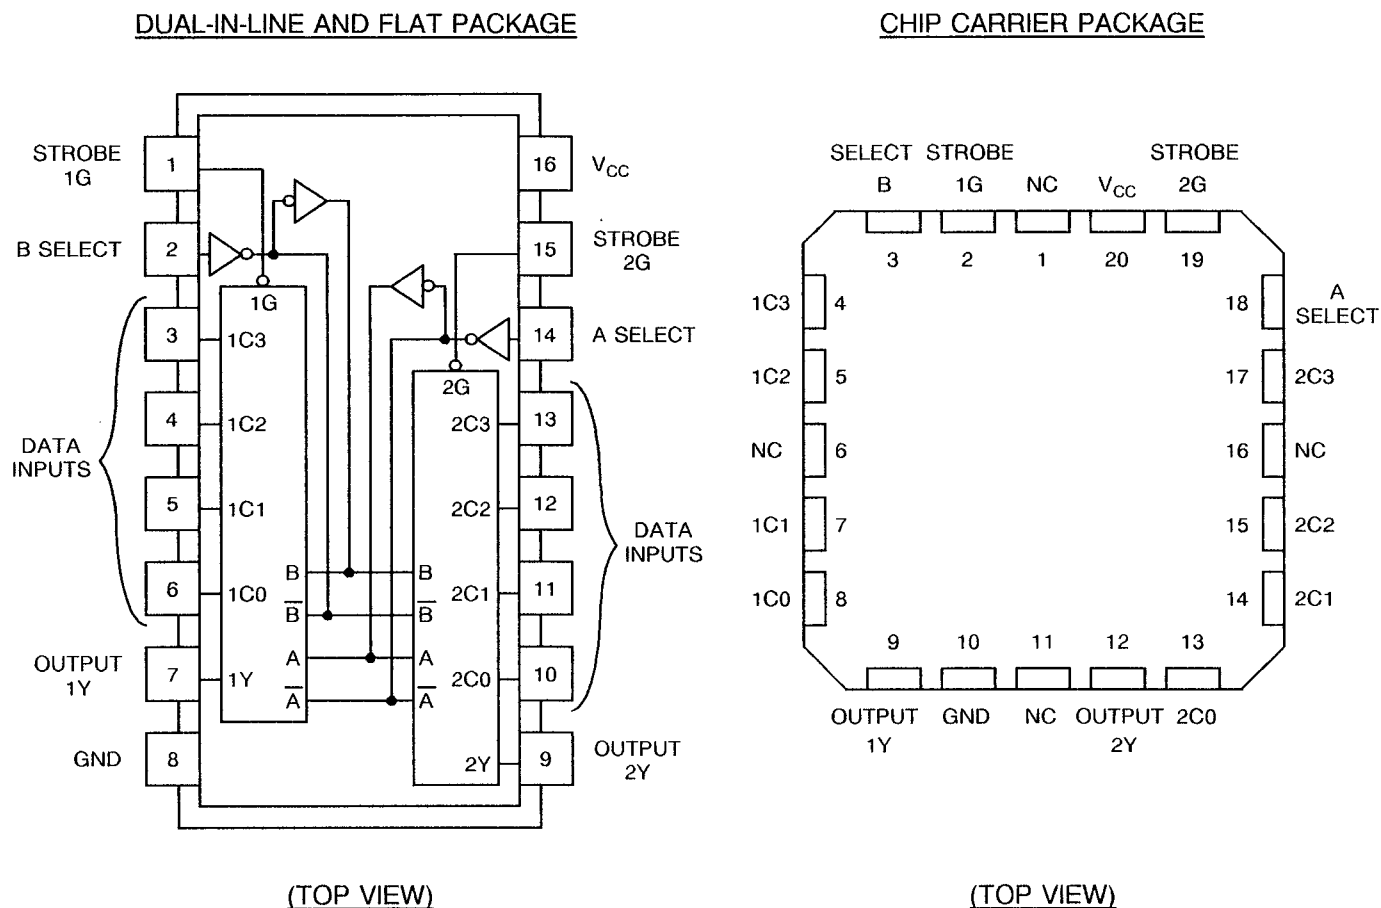 DUAL-IN-LINE AND FLAT PACKAGE
STROBE
1G
1
B SELECT
2
DATA
INPUTS
3
4
5
6
OUTPUT
1Y
7
GND
8
1G
1C3
1C2
1C1
1C0
1Y
B
B̅
A
A̅
2G
2C3
2C2
2C1
2C0
2Y
B
B̅
A
A̅
16
VCC
15
STROBE
2G
14
A SELECT
13
12
11
10
DATA
INPUTS
9
OUTPUT
2Y
(TOP VIEW)
CHIP CARRIER PACKAGE
SELECT
B
STROBE
1G
NC
VCC
STROBE
2G
3 2 1 20 19
1C3 4
1C2 5
NC 6
1C1 7
1C0 8
18 A
SELECT
17 2C3
16 NC
15 2C2
14 2C1
9 10 11 12 13
OUTPUT
1Y
GND
NC
OUTPUT
2Y
2C0
(TOP VIEW)